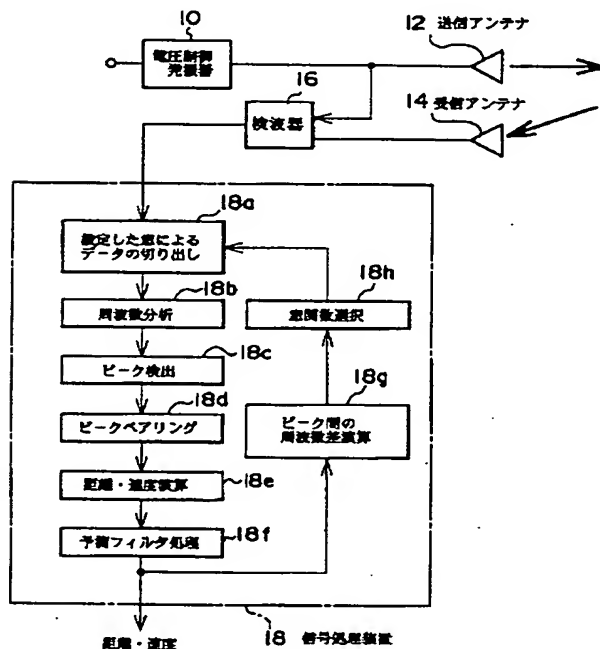 10
電圧制御
発振器
12 送信アンテナ
16
検波器
14 受信アンテナ
18a
設定した窓による
データの切り出し
18b
周波数分析
18h
窓関数選択
18c
ピーク検出
18d
ピークペアリング
18g
ピーク間の
周波数差演算
18e
距離・速度演算
18f
予測フィルタ処理
18 信号処理装置
距離・速度